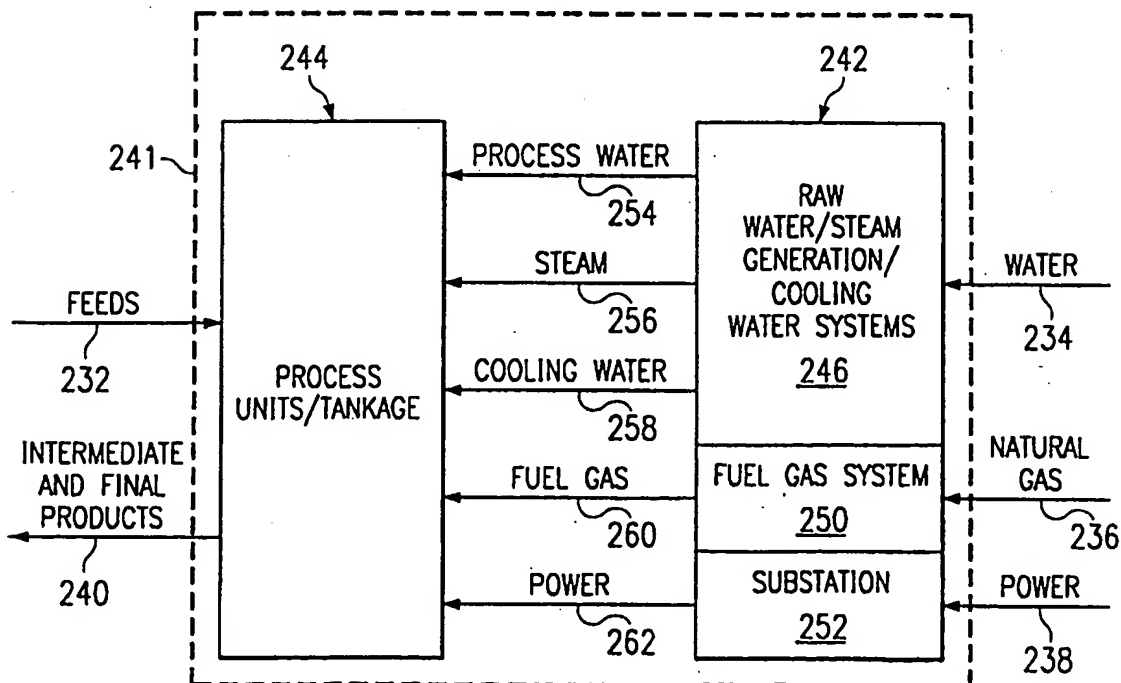 244
242
241
PROCESS WATER
254
STEAM
256
COOLING WATER
258
FUEL GAS
260
POWER
262
FEEDS
232
INTERMEDIATE
AND FINAL
PRODUCTS
240
PROCESS
UNITS/TANKAGE
RAW
WATER/STEAM
GENERATION/
COOLING
WATER SYSTEMS
246
FUEL GAS SYSTEM
250
SUBSTATION
252
WATER
234
NATURAL
GAS
236
POWER
238